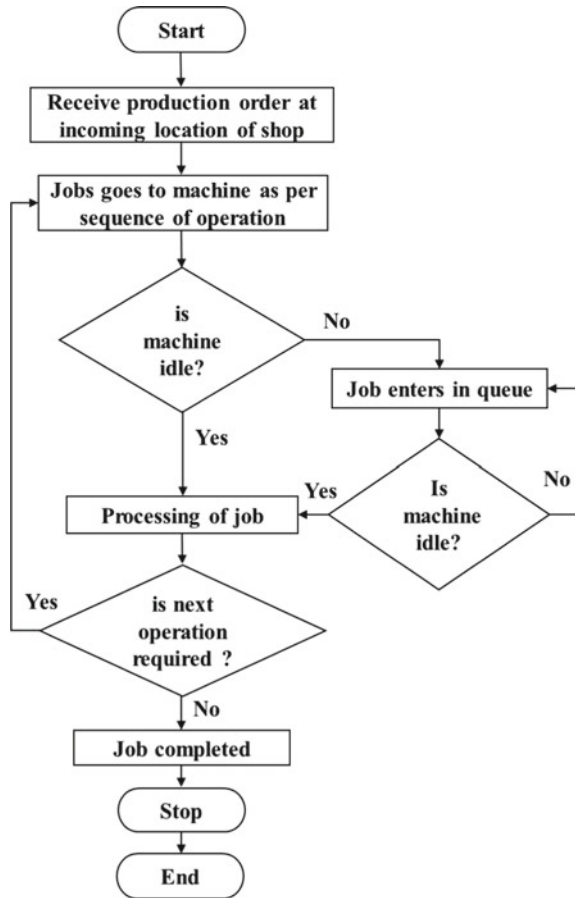 Start
Receive production order at
incoming location of shop
Jobs goes to machine as per
sequence of operation
is
machine
idle?
No
Job enters in queue
Yes
Is
machine
idle?
Yes
No
Processing of job
is next
operation
required ?
Yes
No
Job completed
Stop
End